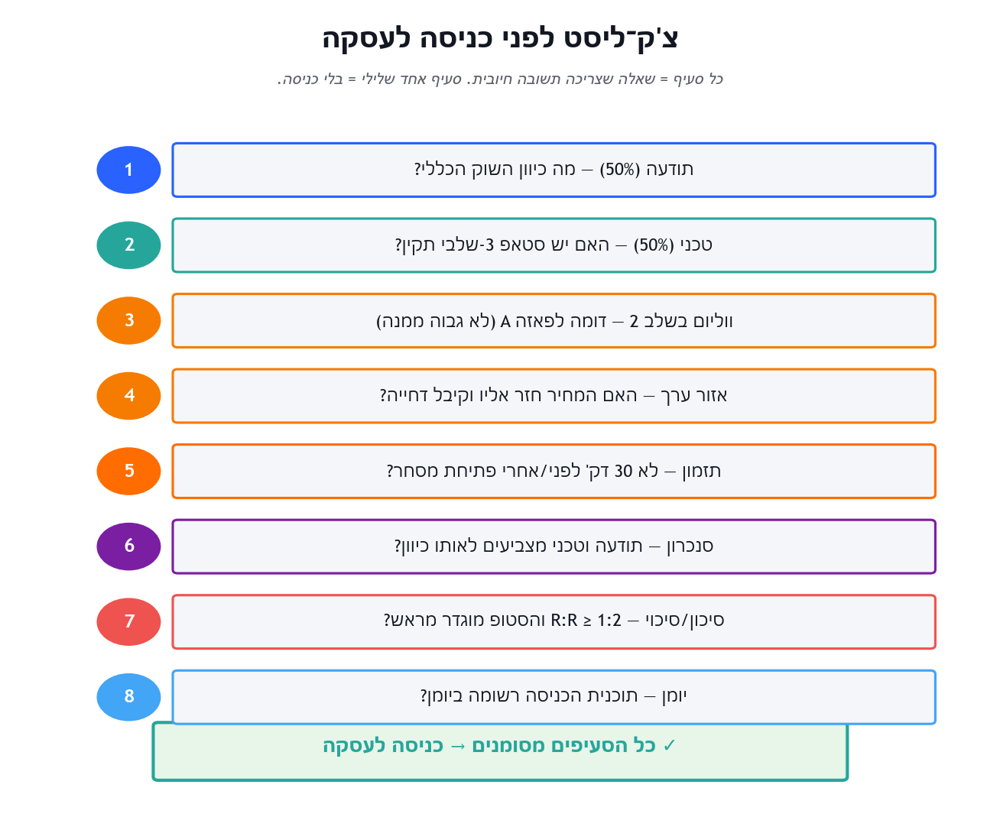 צ'ק־ליסט לפני כניסה לעסקה
כל סעיף = שאלה שצריכה תשובה חיובית. סעיף אחד שלילי = בלי כניסה.
1
תודעה (50%) — מה כיוון השוק הכללי?
2
טכני (50%) — האם יש סטאפ 3-שלבי תקין?
3
ווליום בשלב 2 — דומה לפאזה A (לא גבוה ממנה)
4
אזור ערך — האם המחיר חזר אליו וקיבל דחייה?
5
תזמון — לא 30 דק' לפני/אחרי פתיחת מסחר?
6
סנכרון — תודעה וטכני מצביעים לאותו כיוון?
7
סיכון/סיכוי — R:R ≥ 1:2 והסטופ מוגדר מראש?
8
יומן — תוכנית הכניסה רשומה ביומן?
✓ כל הסעיפים מסומנים → כניסה לעסקה